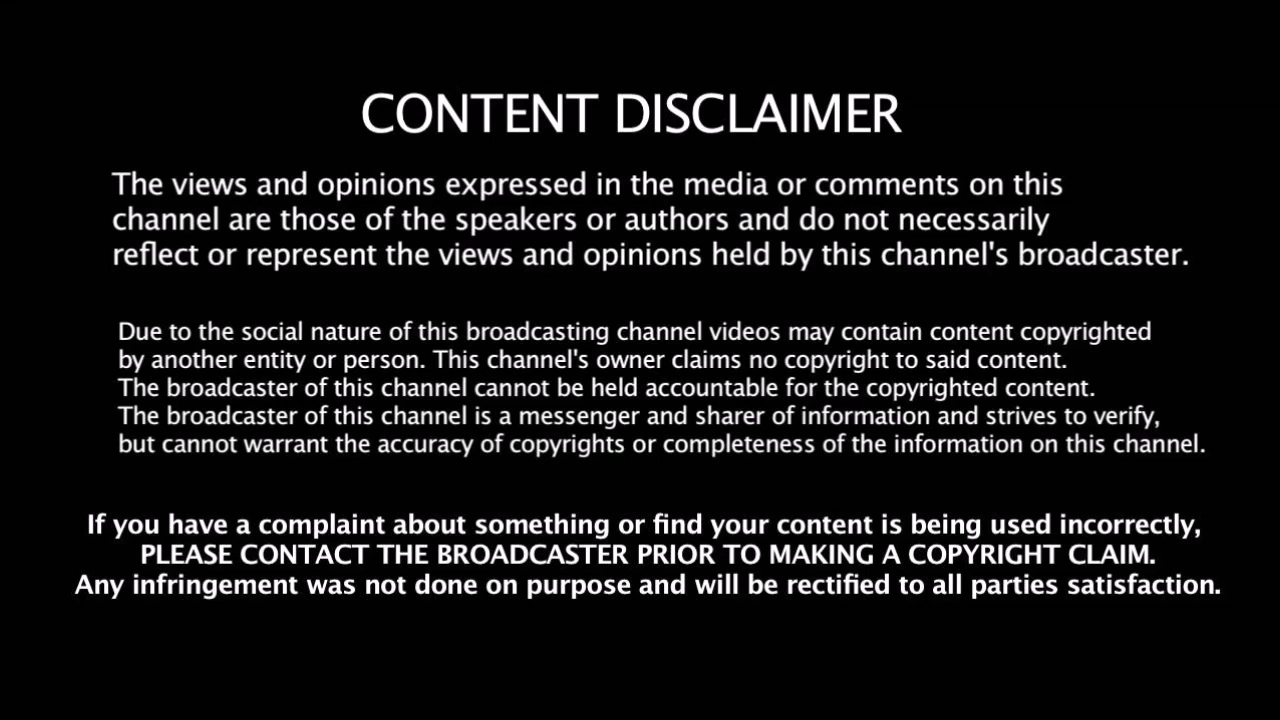 CONTENT DISCLAIMER
The views and opinions expressed in the media or comments on this
channel are those of the speakers or authors and do not necessarily
reflect or represent the views and opinions held by this channel's broadcaster.
Due to the social nature of this broadcasting channel videos may contain content copyrighted
by another entity or person. This channel's owner claims no copyright to said content.
The broadcaster of this channel cannot be held accountable for the copyrighted content.
The broadcaster of this channel is a messenger and sharer of information and strives to verify,
but cannot warrant the accuracy of copyrights or completeness of the information on this channel.
If you have a complaint about something or find your content is being used incorrectly,
PLEASE CONTACT THE BROADCASTER PRIOR TO MAKING A COPYRIGHT CLAIM.
Any infringement was not done on purpose and will be rectified to all parties satisfaction.